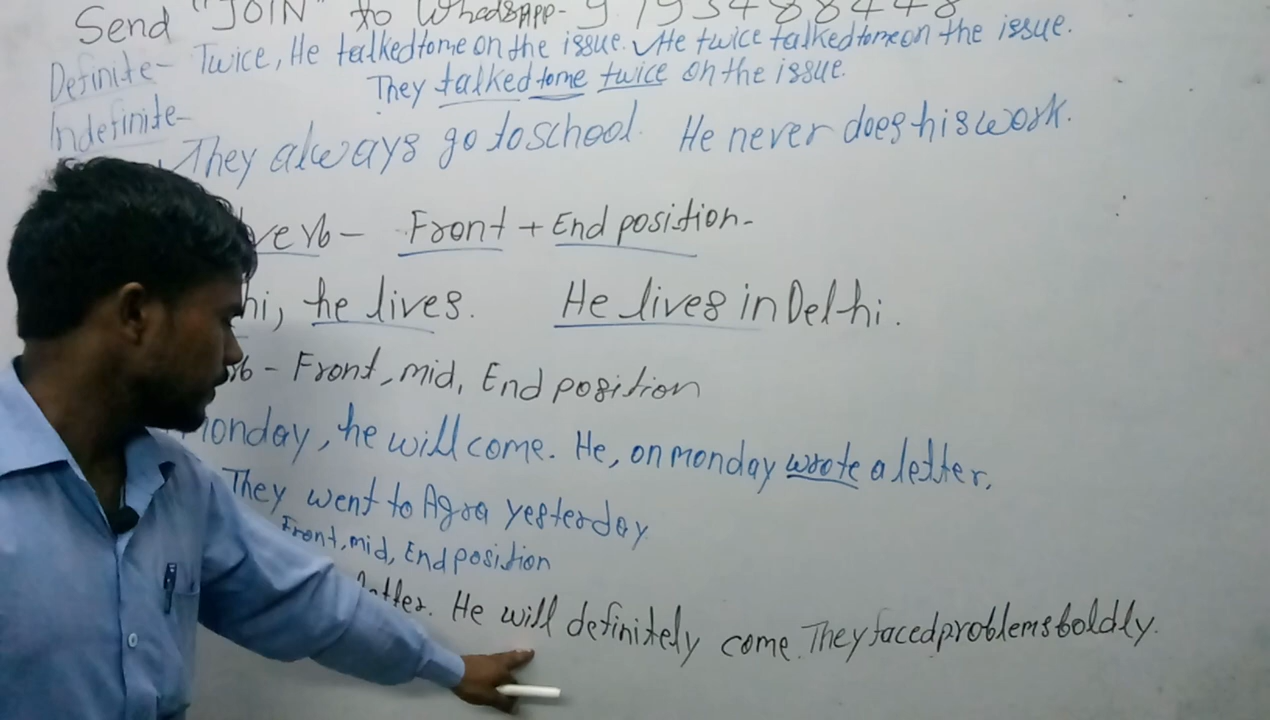 Send "JOIN" to Whatsapp- 9793488448
Definite- Twice, He talked to me on the issue. He twice talked to me on the issue.
They talked to me twice on the issue.
Indefinite-
They always go to school. He never does his work.
verb- Front + End position-
hi, he lives. He lives in Delhi.
rb - Front, mid, End position
monday, he will come. He, on monday wrote a letter.
They went to Agra yesterday
Front, mid, End position
letter. He will definitely come. They faced problems boldly.